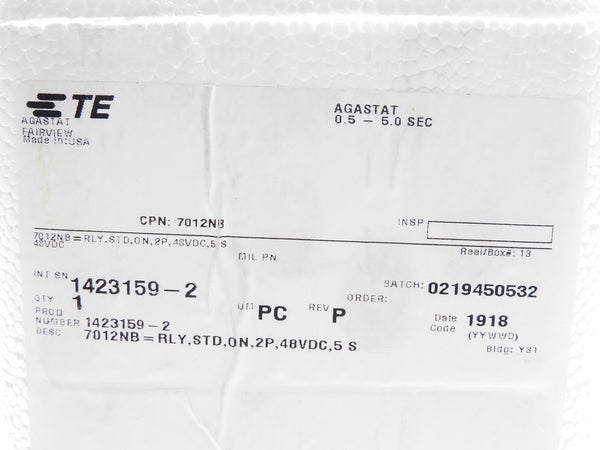 TE
AGASTAT
FAIRVIEW
Made in:USA
AGASTAT
0.5 - 5.0 SEC
CPN: 7012NB
INSP
7012NB=RLY,STD,ON,2P,48VDC,5 S
48VDC
MIL PN
Reel/Box#: 13
INT SN 1423159-2
BATCH: 0219450532
QTY 1
UM PC
REV P
ORDER:
Date Code 1918
(YYWWD)
PROD
NUMBER 1423159-2
DESC 7012NB=RLY,STD,ON,2P,48VDC,5 S
Bldg: Y31